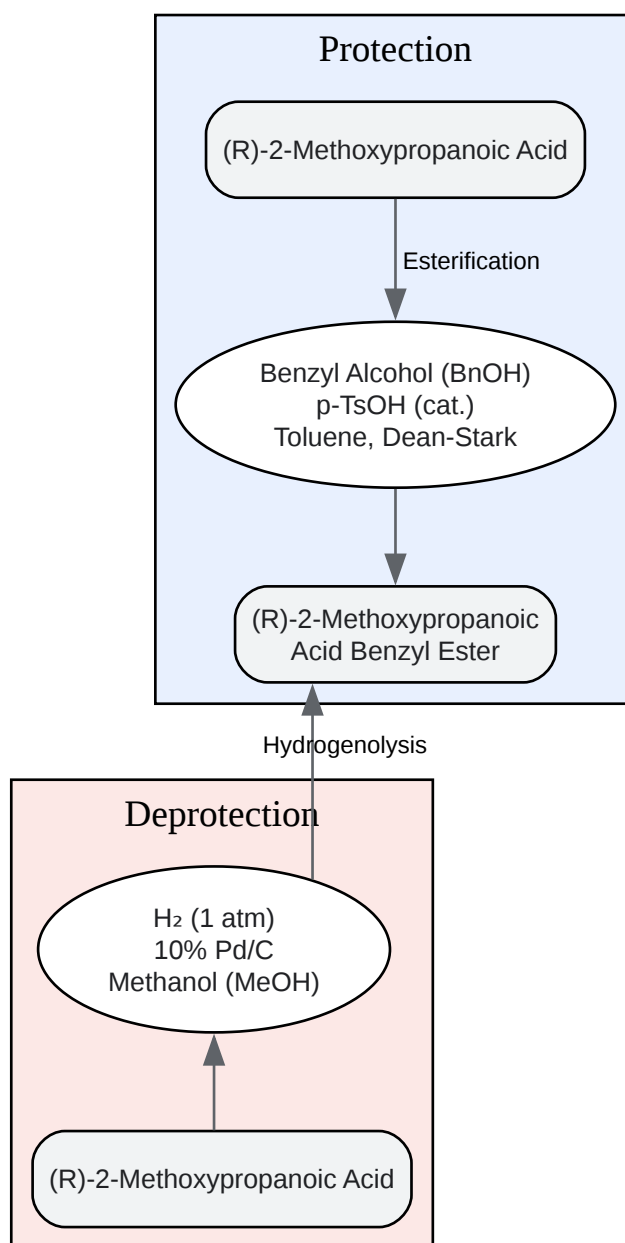 Protection
(R)-2-Methoxypropanoic Acid
Esterification
Benzyl Alcohol (BnOH)
p-TsOH (cat.)
Toluene, Dean-Stark
(R)-2-Methoxypropanoic
Acid Benzyl Ester
Hydrogenolysis
Deprotection
H₂ (1 atm)
10% Pd/C
Methanol (MeOH)
(R)-2-Methoxypropanoic Acid